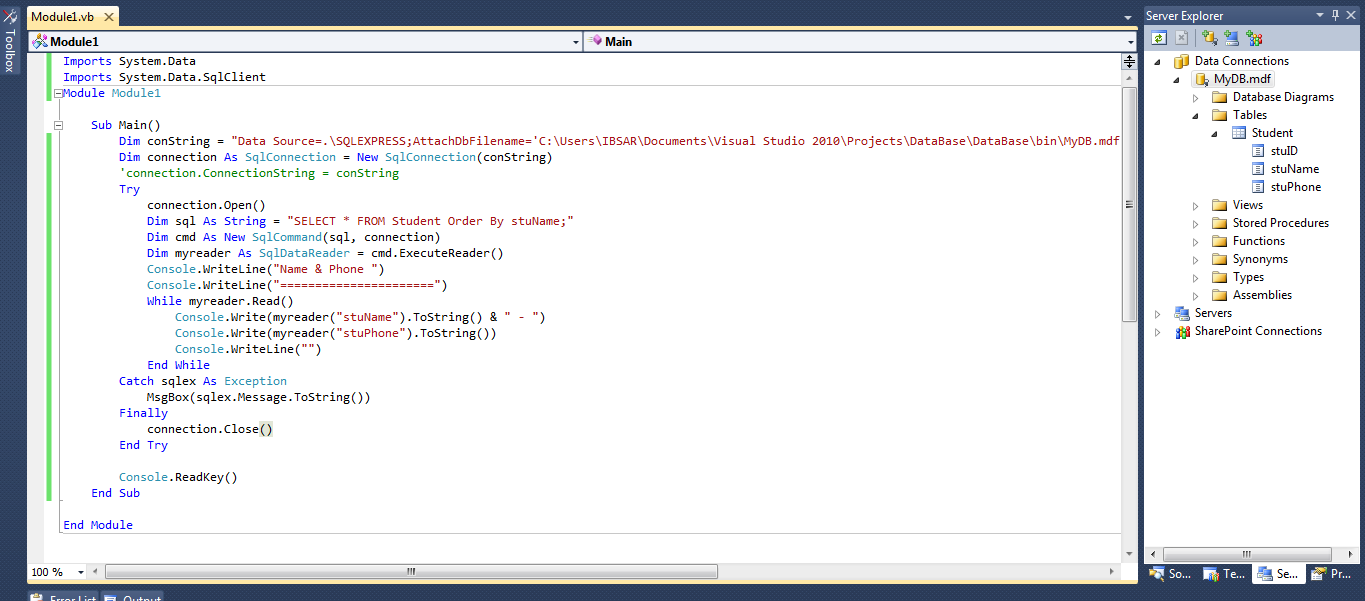 Module1.vb
Toolbox
Module1
Main
Imports System.Data
Imports System.Data.SqlClient
Module Module1
Sub Main()
Dim conString = "Data Source=.\SQLEXPRESS;AttachDbFilename='C:\Users\IBSAR\Documents\Visual Studio 2010\Projects\DataBase\DataBase\bin\MyDB.mdf
Dim connection As SqlConnection = New SqlConnection(conString)
'connection.ConnectionString = conString
Try
connection.Open()
Dim sql As String = "SELECT * FROM Student Order By stuName;"
Dim cmd As New SqlCommand(sql, connection)
Dim myreader As SqlDataReader = cmd.ExecuteReader()
Console.WriteLine("Name & Phone ")
Console.WriteLine("======================")
While myreader.Read()
Console.Write(myreader("stuName").ToString() & " - ")
Console.Write(myreader("stuPhone").ToString())
Console.WriteLine("")
End While
Catch sqlex As Exception
MsgBox(sqlex.Message.ToString())
Finally
connection.Close()
End Try
Console.ReadKey()
End Sub
End Module
100 %
Error List
Output
Server Explorer
Data Connections
MyDB.mdf
Database Diagrams
Tables
Student
stuID
stuName
stuPhone
Views
Stored Procedures
Functions
Synonyms
Types
Assemblies
Servers
SharePoint Connections
So...
Te...
Se...
Pr...